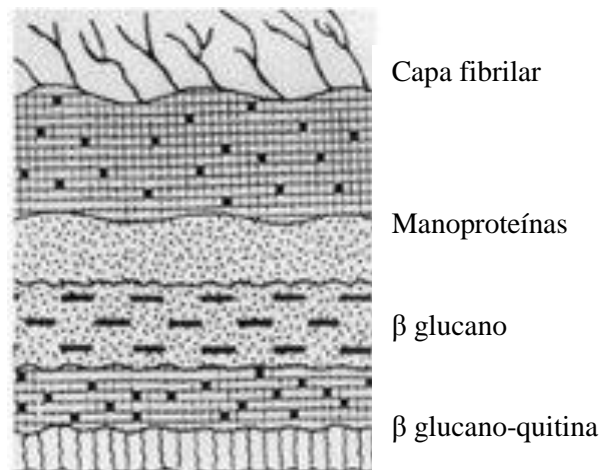 Capa fibrilar
Manoproteínas
β glucano
β glucano-quitina